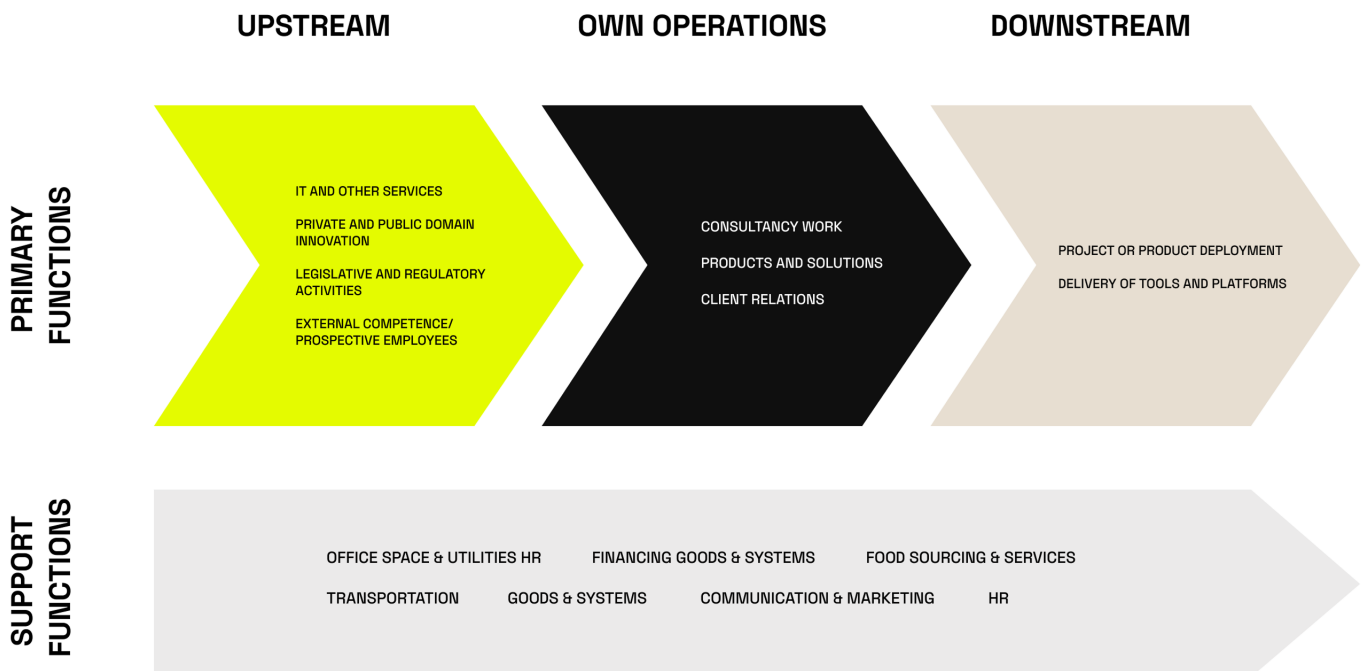 UPSTREAM
OWN OPERATIONS
DOWNSTREAM
PRIMARY
FUNCTIONS
IT AND OTHER SERVICES
PRIVATE AND PUBLIC DOMAIN
INNOVATION
LEGISLATIVE AND REGULATORY
ACTIVITIES
EXTERNAL COMPETENCE/
PROSPECTIVE EMPLOYEES
CONSULTANCY WORK
PRODUCTS AND SOLUTIONS
CLIENT RELATIONS
PROJECT OR PRODUCT DEPLOYMENT
DELIVERY OF TOOLS AND PLATFORMS
SUPPORT
FUNCTIONS
OFFICE SPACE & UTILITIES HR FINANCING GOODS & SYSTEMS FOOD SOURCING & SERVICES
TRANSPORTATION GOODS & SYSTEMS COMMUNICATION & MARKETING HR